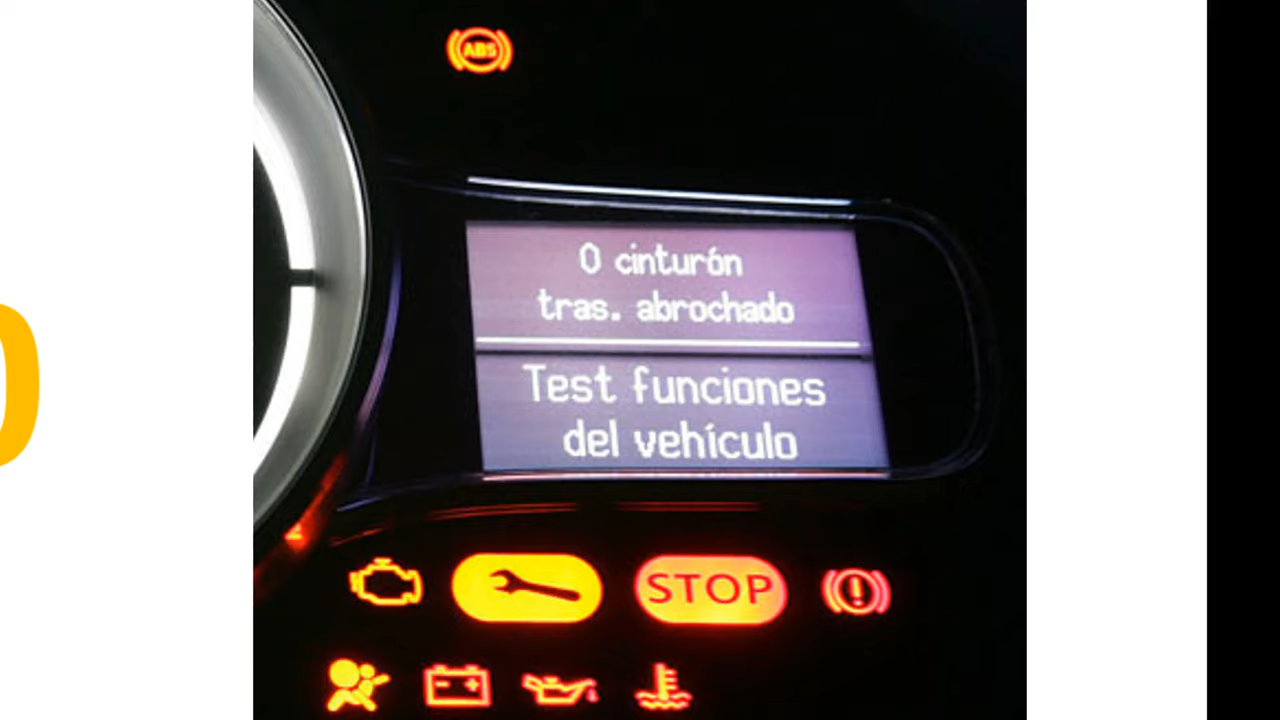 ABS
0 cinturón
tras. abrochado
Test funciones
del vehículo
STOP